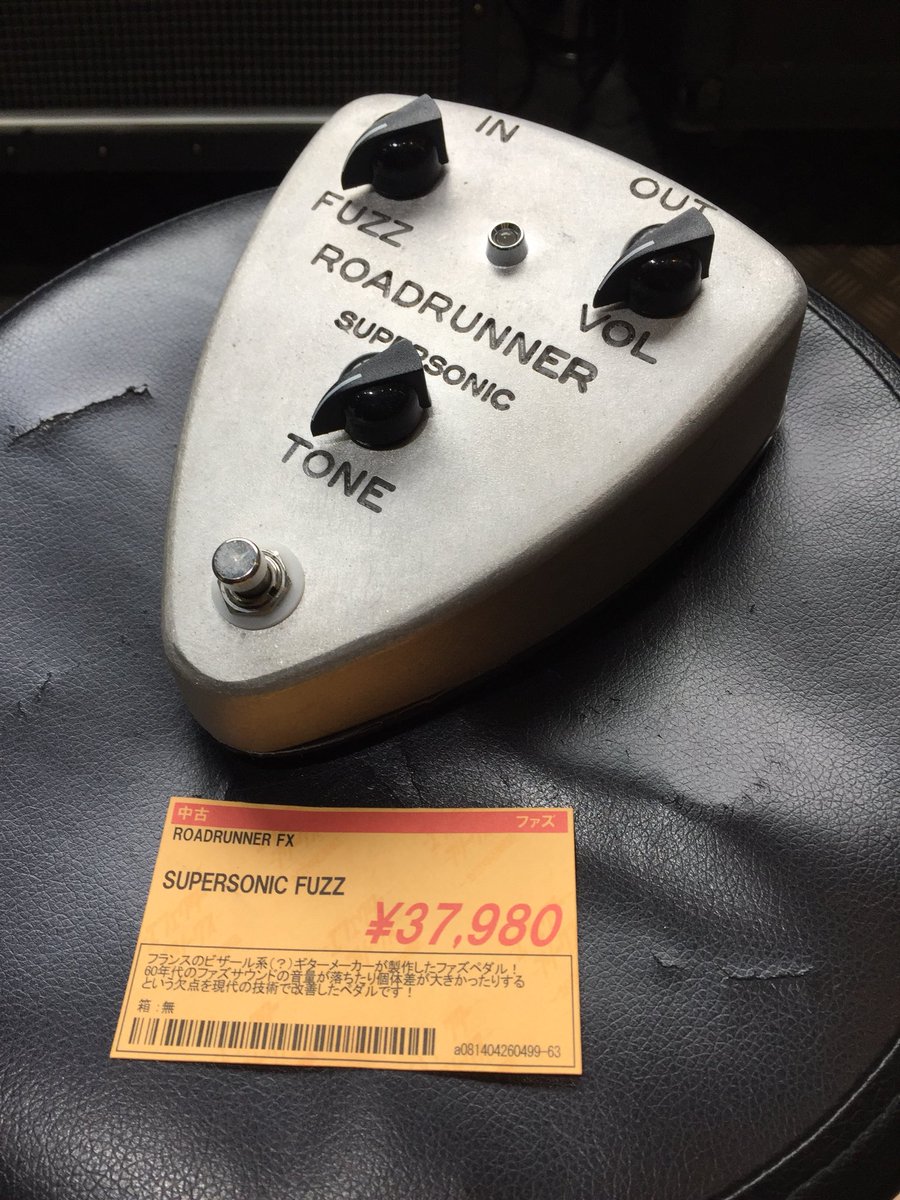 IN
OUT
FUZZ
ROADRUNNER
VOL
SUPERSONIC
TONE
中古 ファズ
ROADRUNNER FX
SUPERSONIC FUZZ
¥37,980
フランスのビザール系(?)ギターメーカーが製作したファズペダル!
60年代のファズサウンドの音量が落ちたり個体差が大きかったりする
という欠点を現代の技術で改善したペダルです!
箱:無
a081404260499-63